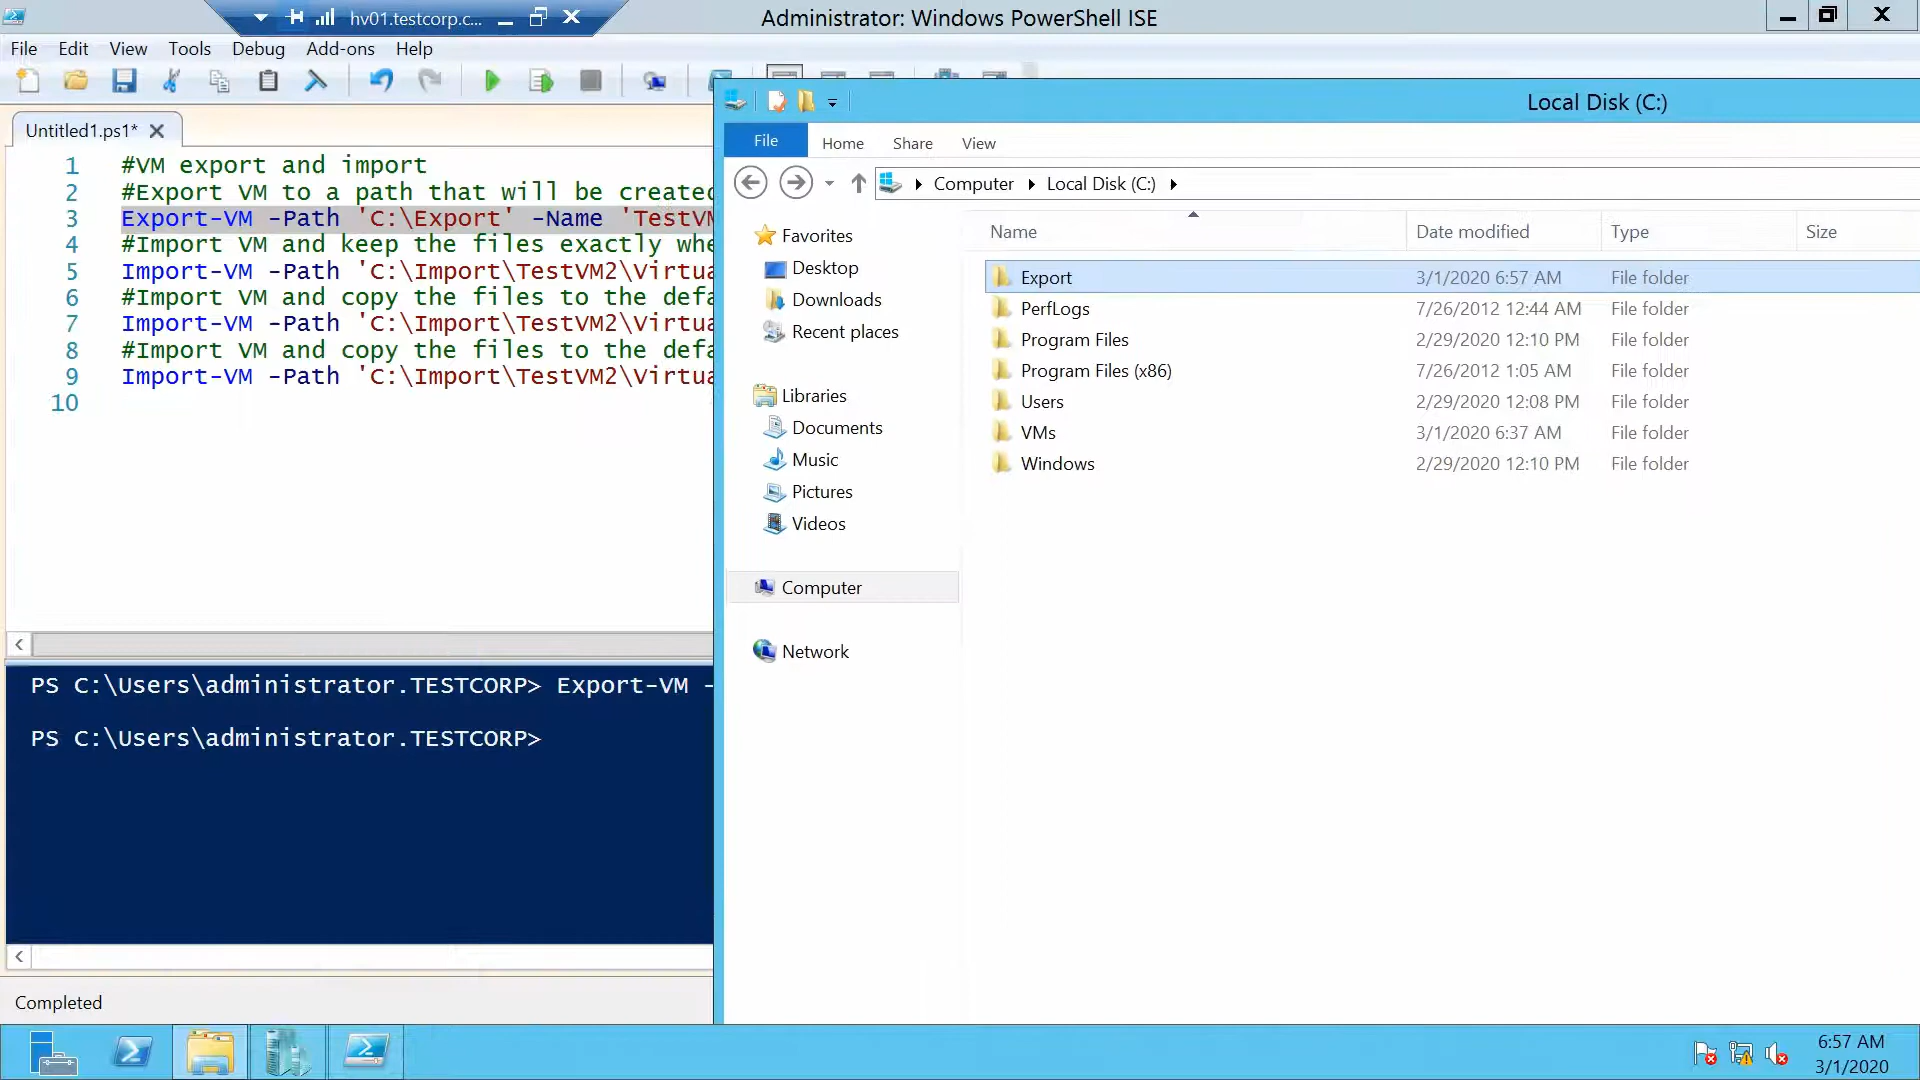 hv01.testcorp.c...
Administrator: Windows PowerShell ISE
File Edit View Tools Debug Add-ons Help
Untitled1.ps1*
1 #VM export and import
2 #Export VM to a path that will be created
3 Export-VM -Path 'C:\Export' -Name 'TestVM
4 #Import VM and keep the files exactly whe
5 Import-VM -Path 'C:\Import\TestVM2\Virtua
6 #Import VM and copy the files to the defa
7 Import-VM -Path 'C:\Import\TestVM2\Virtua
8 #Import VM and copy the files to the defa
9 Import-VM -Path 'C:\Import\TestVM2\Virtua
10
PS C:\Users\administrator.TESTCORP> Export-VM -
PS C:\Users\administrator.TESTCORP>
Completed
Local Disk (C:)
File Home Share View
Computer Local Disk (C:)
Favorites
Desktop
Downloads
Recent places
Libraries
Documents
Music
Pictures
Videos
Computer
Network
Name Date modified Type Size
Export 3/1/2020 6:57 AM File folder
PerfLogs 7/26/2012 12:44 AM File folder
Program Files 2/29/2020 12:10 PM File folder
Program Files (x86) 7/26/2012 1:05 AM File folder
Users 2/29/2020 12:08 PM File folder
VMs 3/1/2020 6:37 AM File folder
Windows 2/29/2020 12:10 PM File folder
6:57 AM
3/1/2020